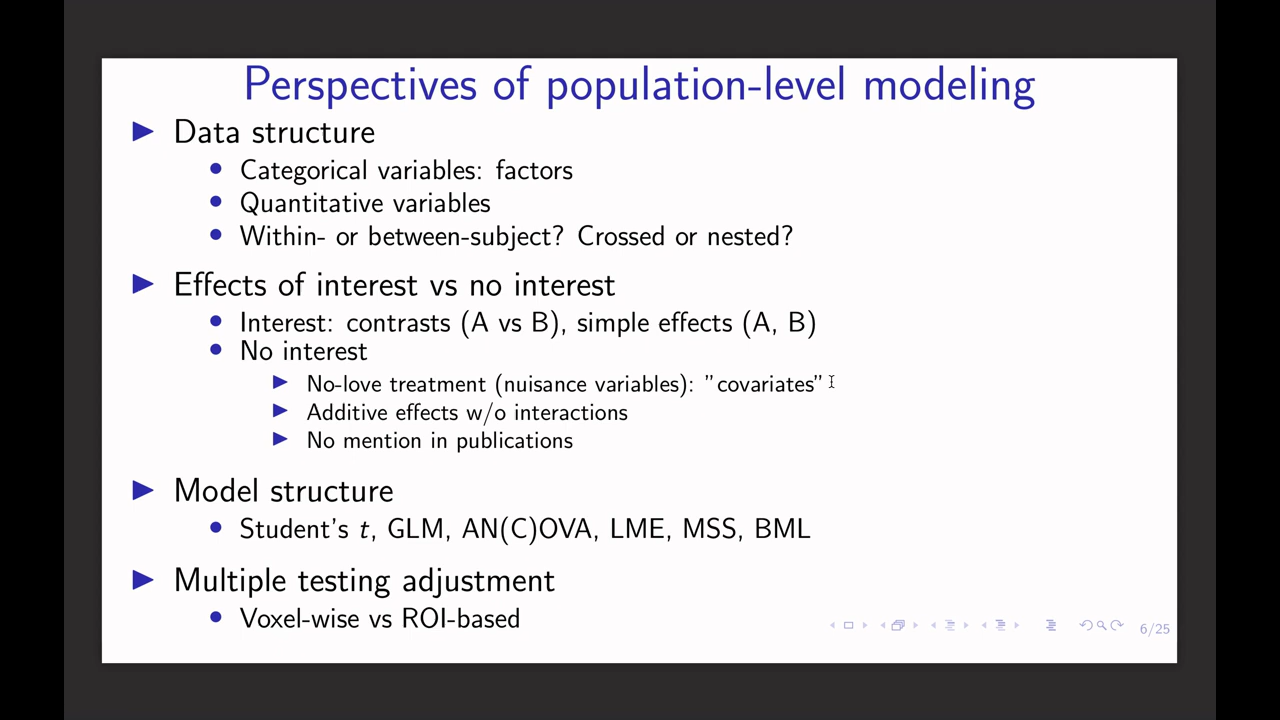 Perspectives of population-level modeling
Data structure
Categorical variables: factors
Quantitative variables
Within- or between-subject? Crossed or nested?
Effects of interest vs no interest
Interest: contrasts (A vs B), simple effects (A, B)
No interest
No-love treatment (nuisance variables): ”covariates”
Additive effects w/o interactions
No mention in publications
Model structure
Student's t, GLM, AN(C)OVA, LME, MSS, BML
Multiple testing adjustment
Voxel-wise vs ROI-based
6/25